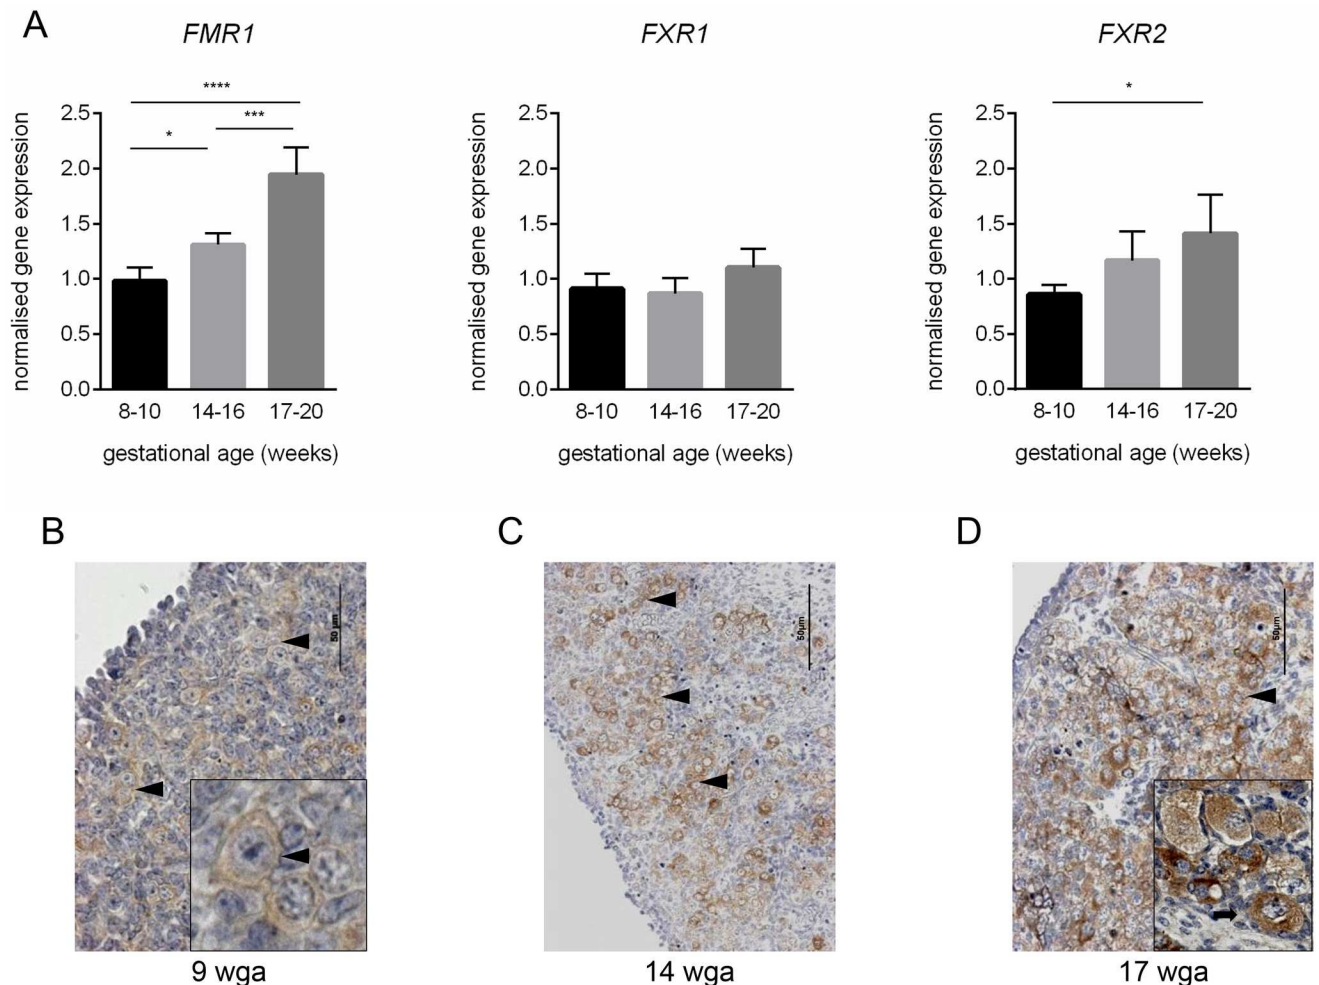 A
FMR1
FXR1
FXR2
****
*
***
*
normalised gene expression
2.5
2.0
1.5
1.0
0.5
0.0
8-10 14-16 17-20
gestational age (weeks)
normalised gene expression
2.5
2.0
1.5
1.0
0.5
0.0
8-10 14-16 17-20
gestational age (weeks)
normalised gene expression
2.5
2.0
1.5
1.0
0.5
0.0
8-10 14-16 17-20
gestational age (weeks)
B
50 µm
9 wga
C
50µm
14 wga
D
50µm
17 wga